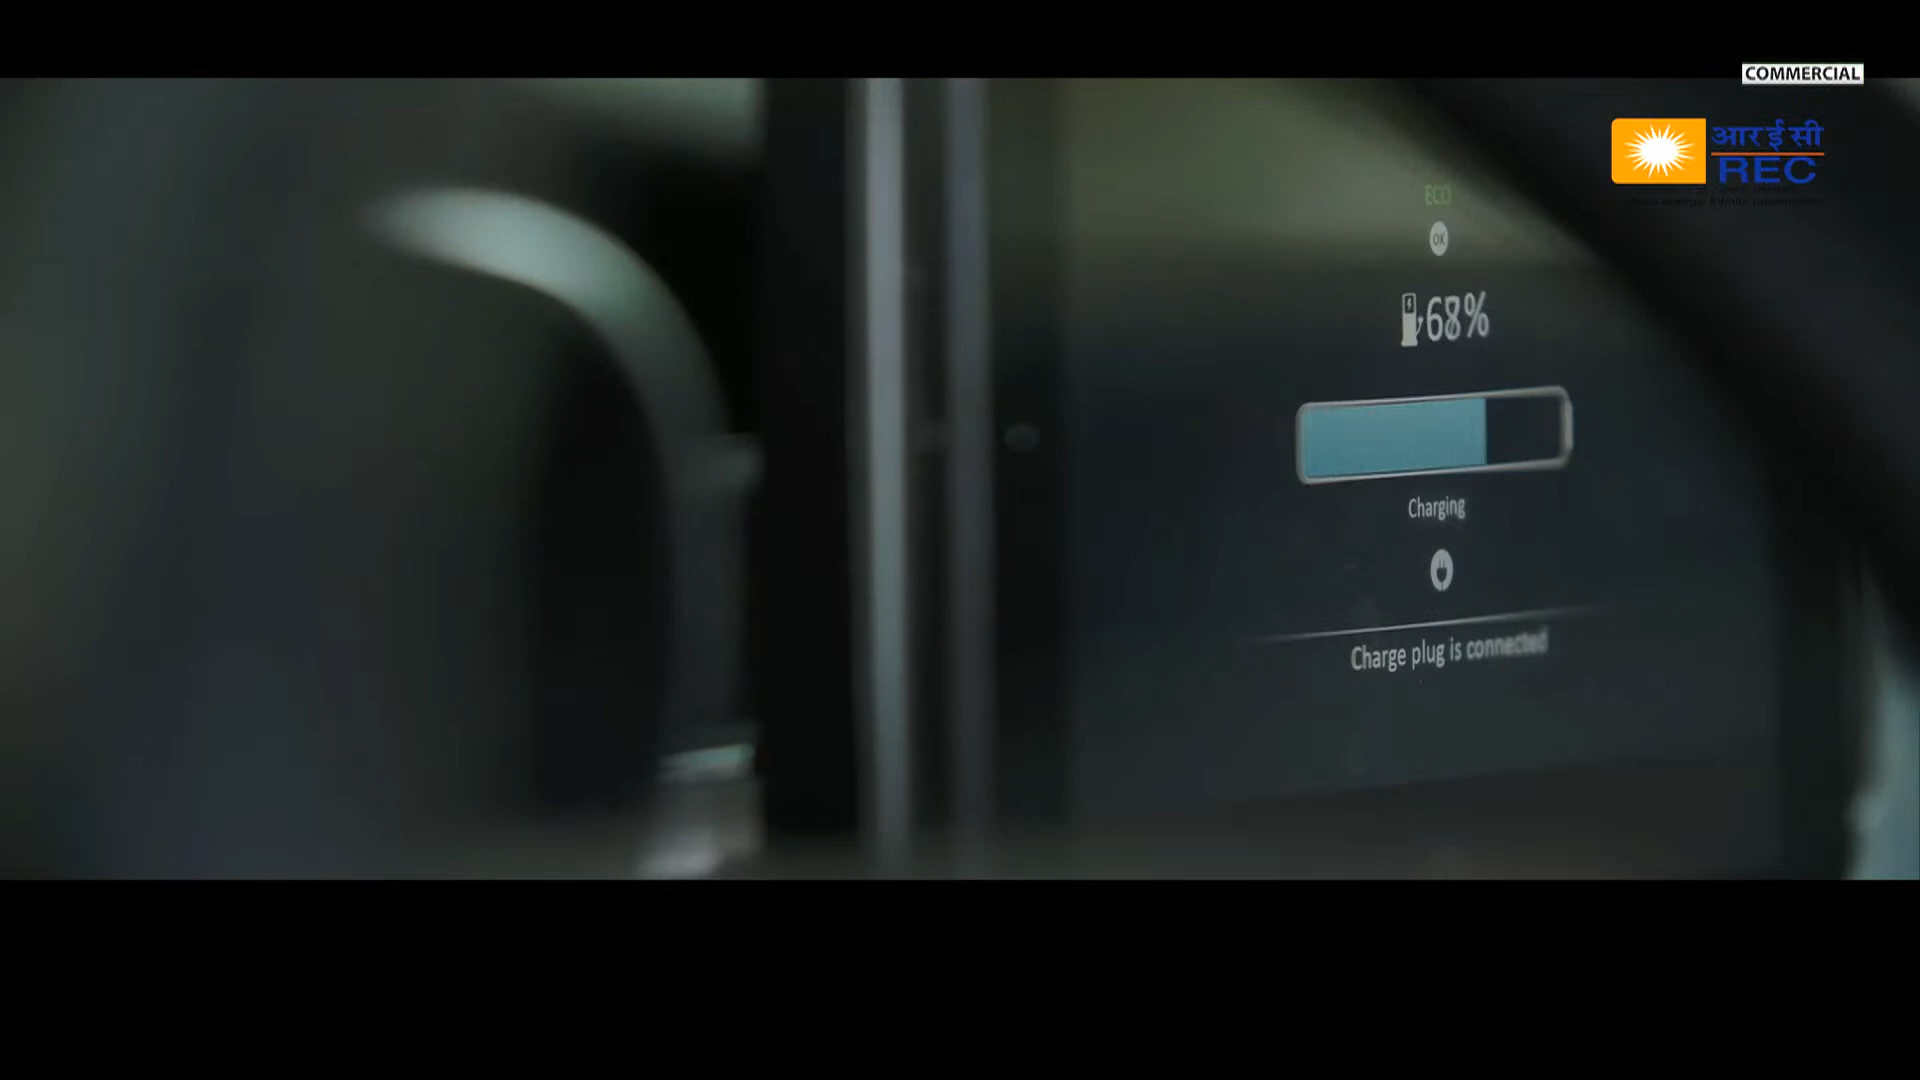 COMMERCIAL
आर ई सी
REC
ECO
OK
68%
Charging
Charge plug is connected